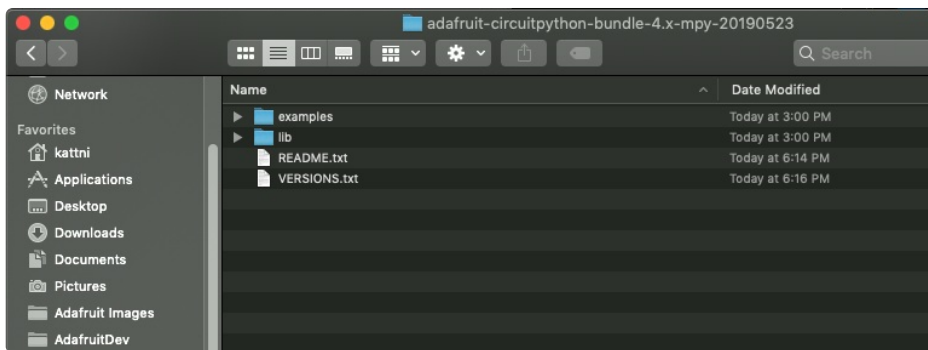 adafruit-circuitpython-bundle-4.x-mpy-20190523
Search
Network
Favorites
kattni
Applications
Desktop
Downloads
Documents
Pictures
Adafruit Images
AdafruitDev
Name
Date Modified
examples
Today at 3:00 PM
lib
Today at 3:00 PM
README.txt
Today at 6:14 PM
VERSIONS.txt
Today at 6:16 PM